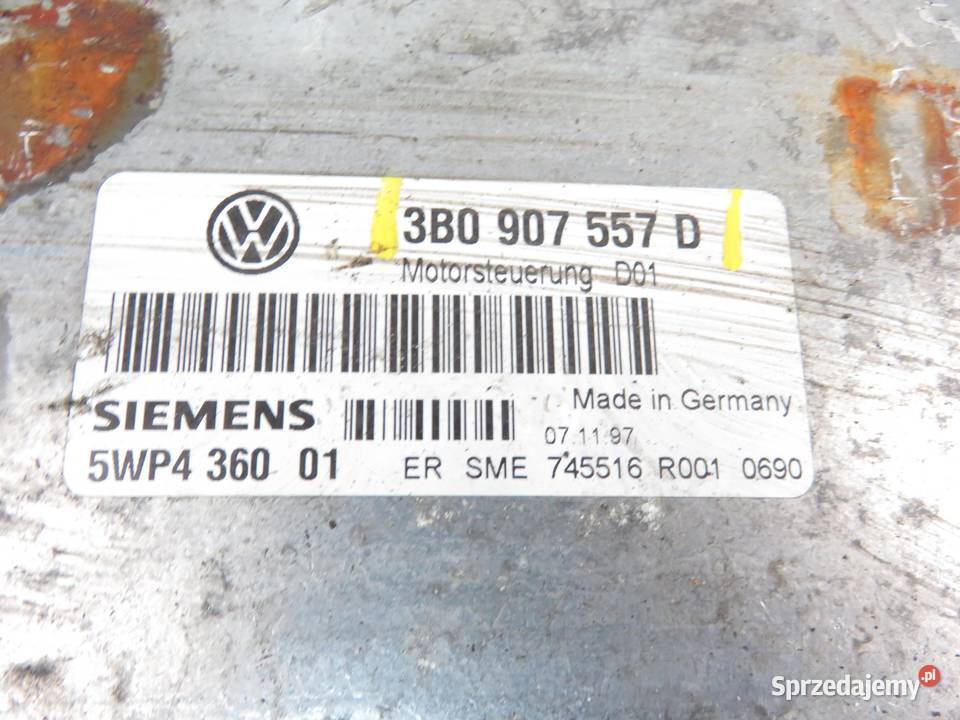 3B0 907 557 D
Motorsteuerung D01
SIEMENS
Made in Germany
07.11.97
5WP4 360 01
ER SME 745516 R001 0690
Sprzedajemy.pl